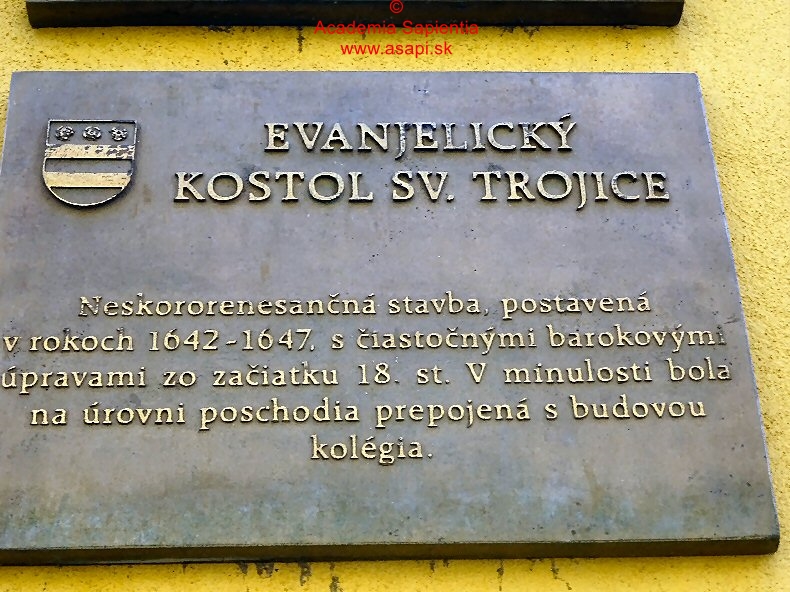 ©
Academia Sapientia
www.asapi.sk
EVANJELICKÝ
KOSTOL SV. TROJICE
Neskororenesančná stavba, postavená
v rokoch 1642-1647, s čiastočnými barokovými
úpravami zo začiatku 18. st. V minulosti bola
na úrovni poschodia prepojená s budovou
kolégia.